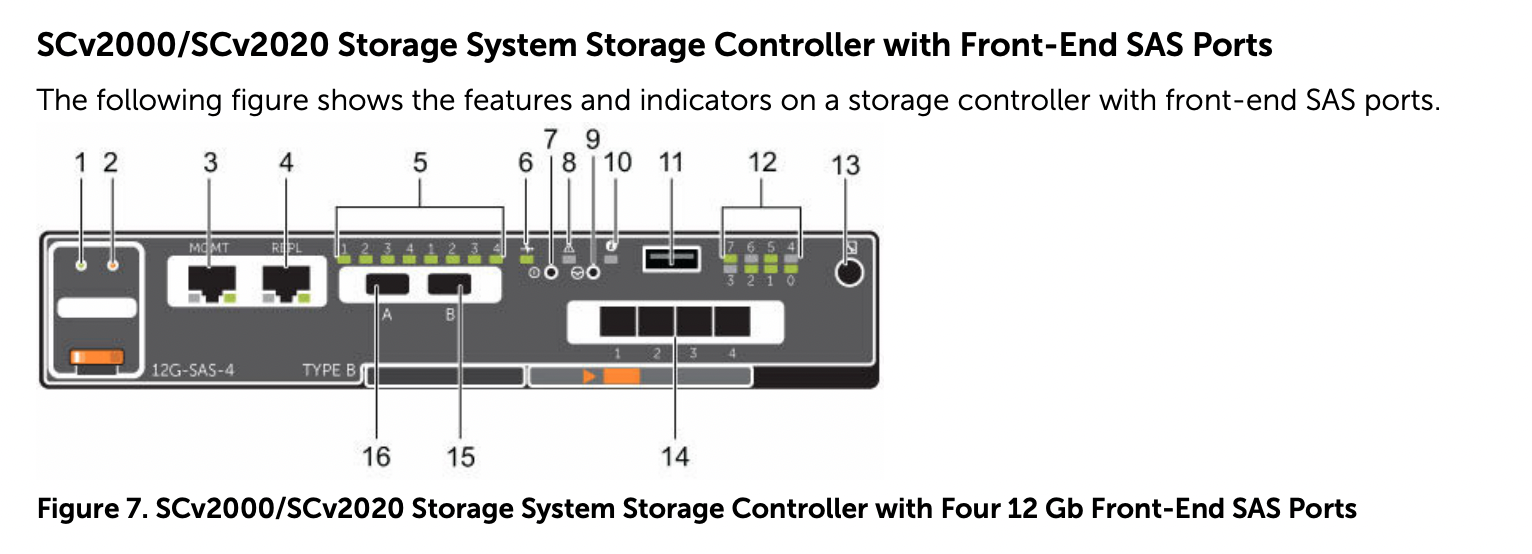 SCv2000/SCv2020 Storage System Storage Controller with Front-End SAS Ports
The following figure shows the features and indicators on a storage controller with front-end SAS ports.
7 9
1 2 3 4 5 6 8 10 11 12 13
MGMT REPL 1 2 3 4 1 2 3 4 7 6 5 4
3 2 1 0
A B
1 2 3 4
12G-SAS-4 TYPE B
16 15 14
Figure 7. SCv2000/SCv2020 Storage System Storage Controller with Four 12 Gb Front-End SAS Ports